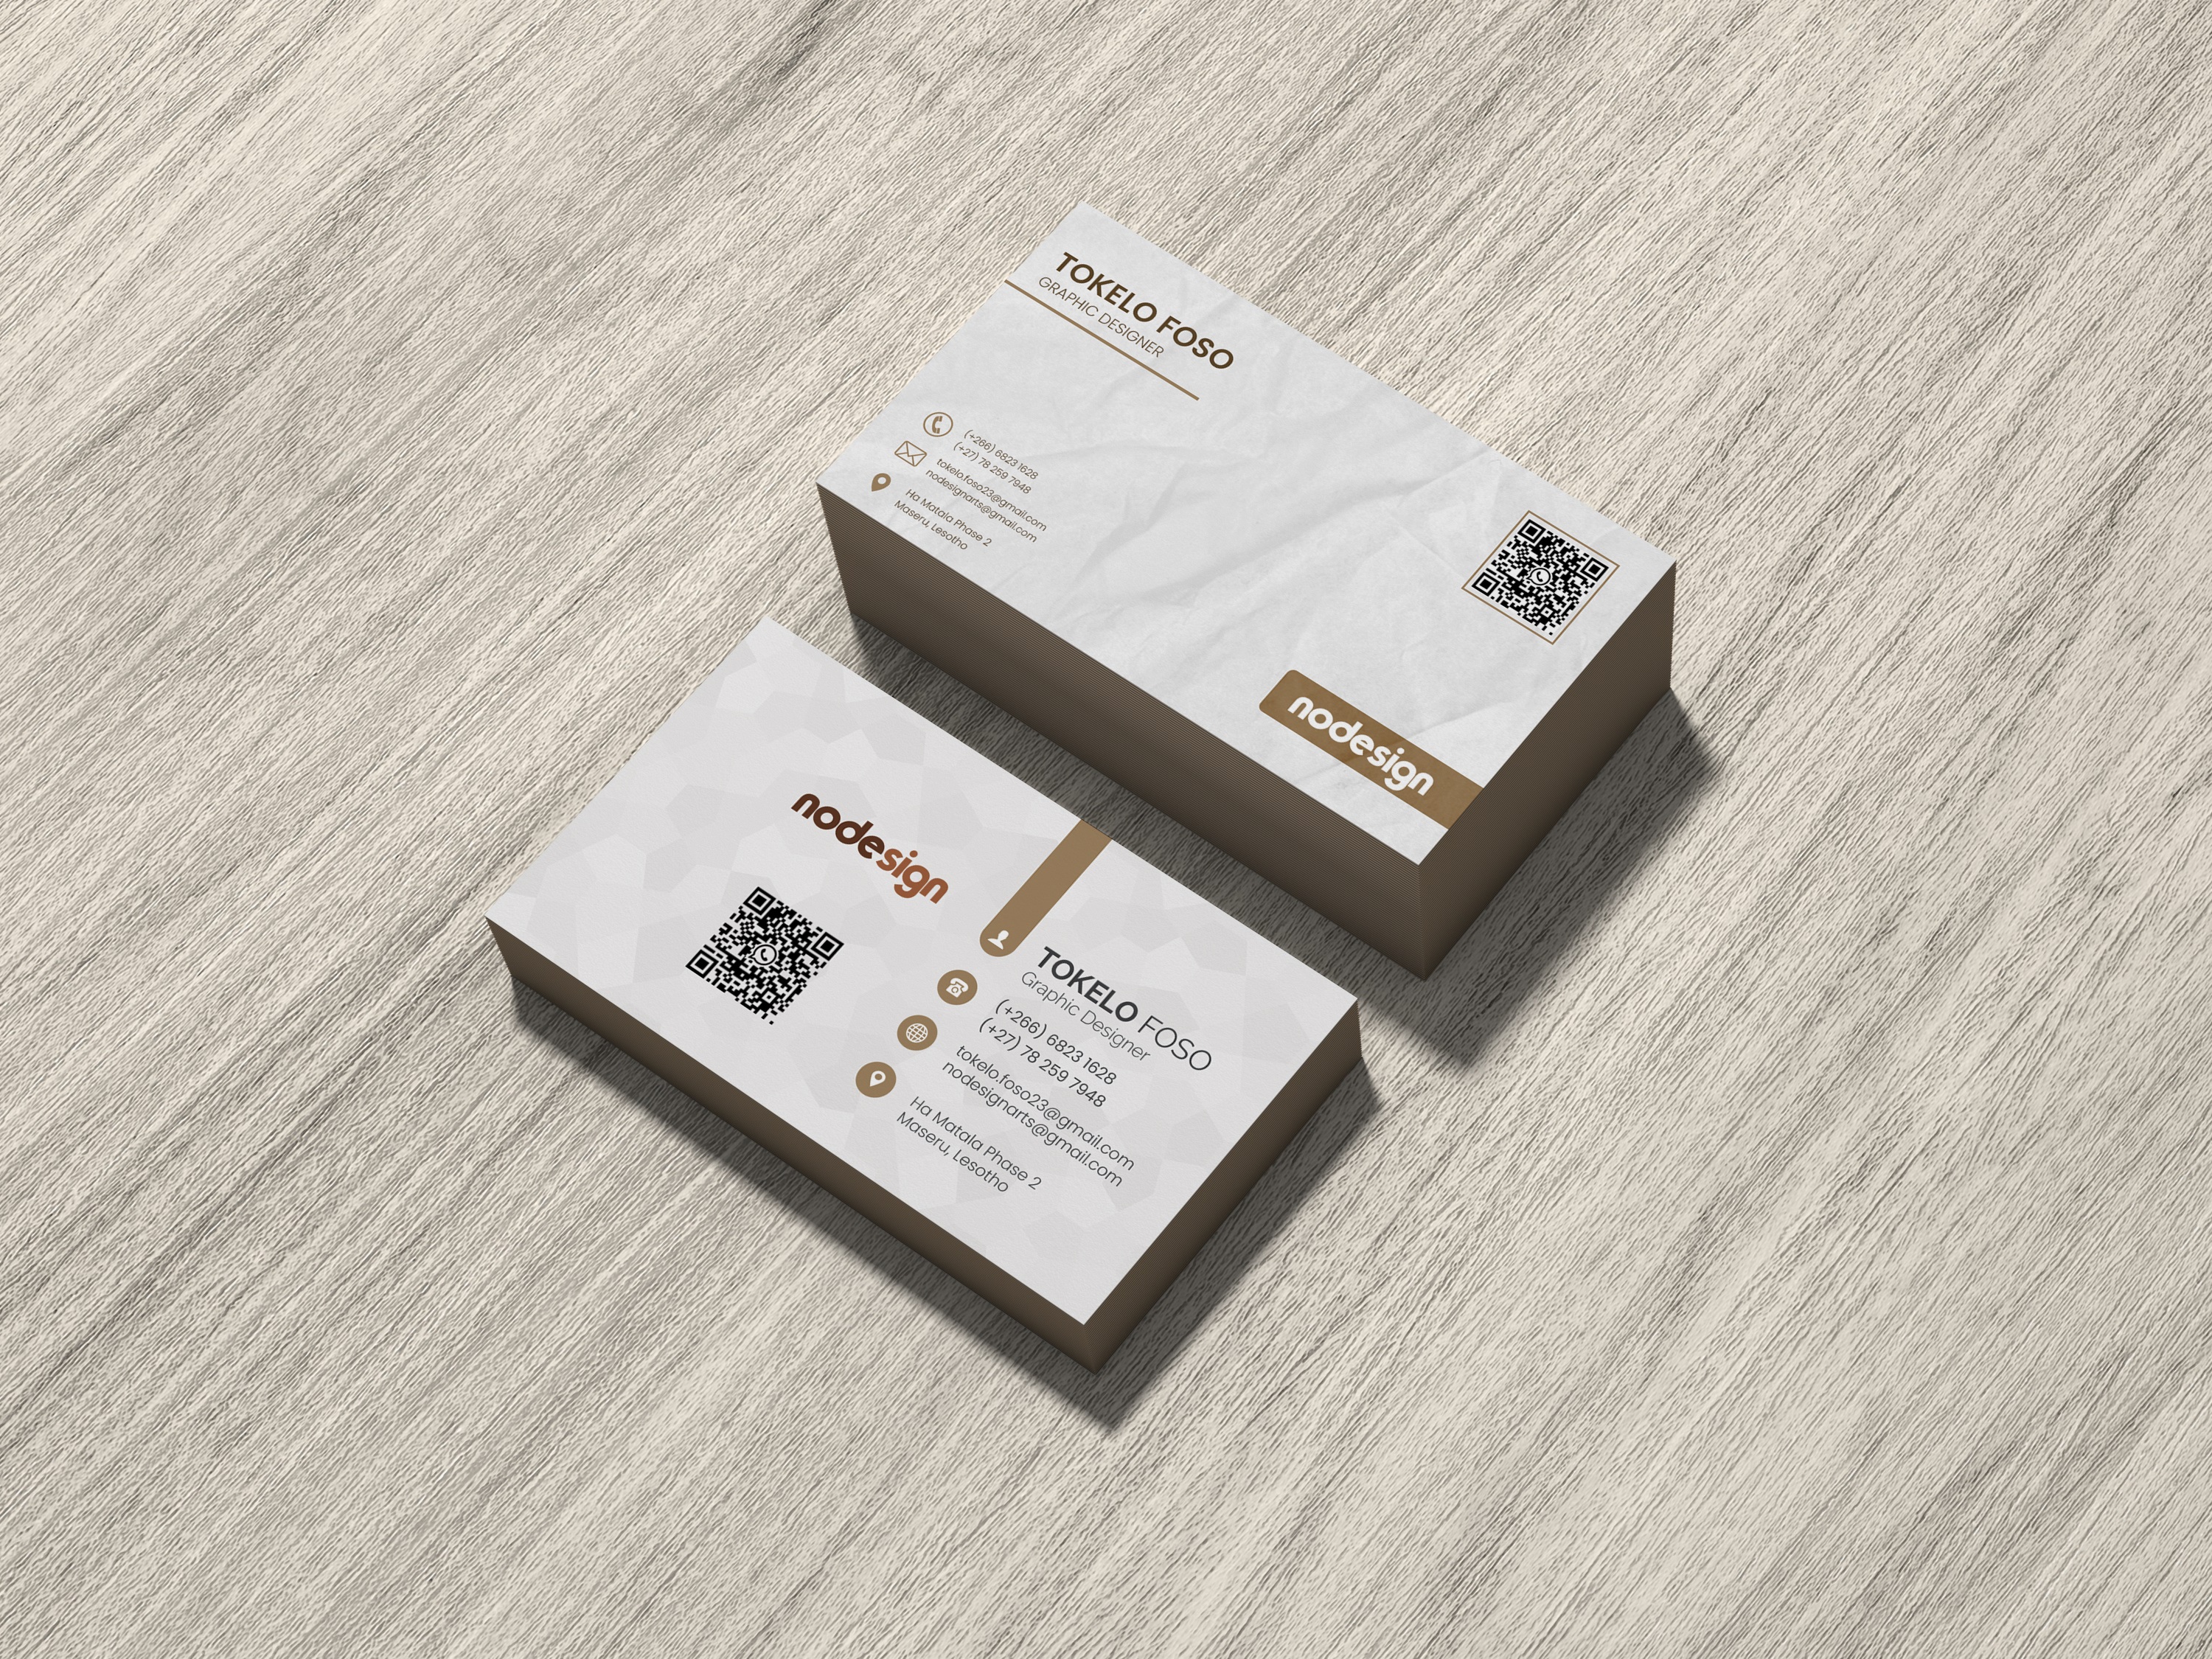 TOKELO FOSO
GRAPHIC DESIGNER
(+266) 6823 1628
(+27) 78 259 7948
tokelo.foso23@gmail.com
nodesignarts@gmail.com
Ha Matala Phase 2
Maseru, Lesotho
nodesign
nodesign
TOKELO FOSO
Graphic Designer
(+266) 6823 1628
(+27) 78 259 7948
tokelo.foso23@gmail.com
nodesignarts@gmail.com
Ha Matala Phase 2
Maseru, Lesotho